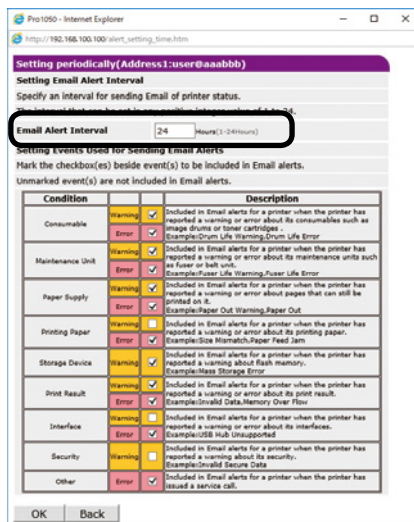 Pro1050 - Internet Explorer
http://192.168.100.100/alert_setting_time.htm
Setting periodically(Address1:user@aaabbb)
Setting Email Alert Interval
Specify an interval for sending Email of printer status.
The interval that can be set is any positive integer value of 1 to 24.
Email Alert Interval 24 Hours(1-24Hours)
Setting Events Used for Sending Email Alerts
Mark the checkbox(es) beside event(s) to be included in Email alerts.
Unmarked event(s) are not included in Email alerts.
Condition Description
Consumable Warning Error
Included in Email alerts for a printer when the printer has
reported a warning or error about its consumables such as
image drums or toner cartridges .
Example:Drum Life Warning,Drum Life Error
Maintenance Unit Warning Error
Included in Email alerts for a printer when the printer has
reported a warning or error about its maintenance units such
as fuser or belt unit.
Example:Fuser Life Warning,Fuser Life Error
Paper Supply Warning Error
Included in Email alerts for a printer when the printer has
reported a warning or error about pages that can still be
printed on it.
Example:Paper Out Warning,Paper Out
Printing Paper Warning Error
Included in Email alerts for a printer when the printer has
reported a warning or error about its printing paper.
Example:Size Mismatch,Paper Feed Jam
Storage Device Warning
Included in Email alerts for a printer when the printer has
reported a warning about flash memory.
Example:Mass Storage Error
Print Result Warning Error
Included in Email alerts for a printer when the printer has
reported a warning or error about its print result.
Example:Invalid Data,Memory Over Flow
Interface Warning Error
Included in Email alerts for a printer when the printer has
reported a warning or error about its interfaces.
Example:USB Hub Unsupported
Security Warning
Included in Email alerts for a printer when the printer has
reported a warning about its security.
Example:Invalid Secure Data
Other Error
Included in Email alerts for a printer when the printer has
issued a service call.
OK Back